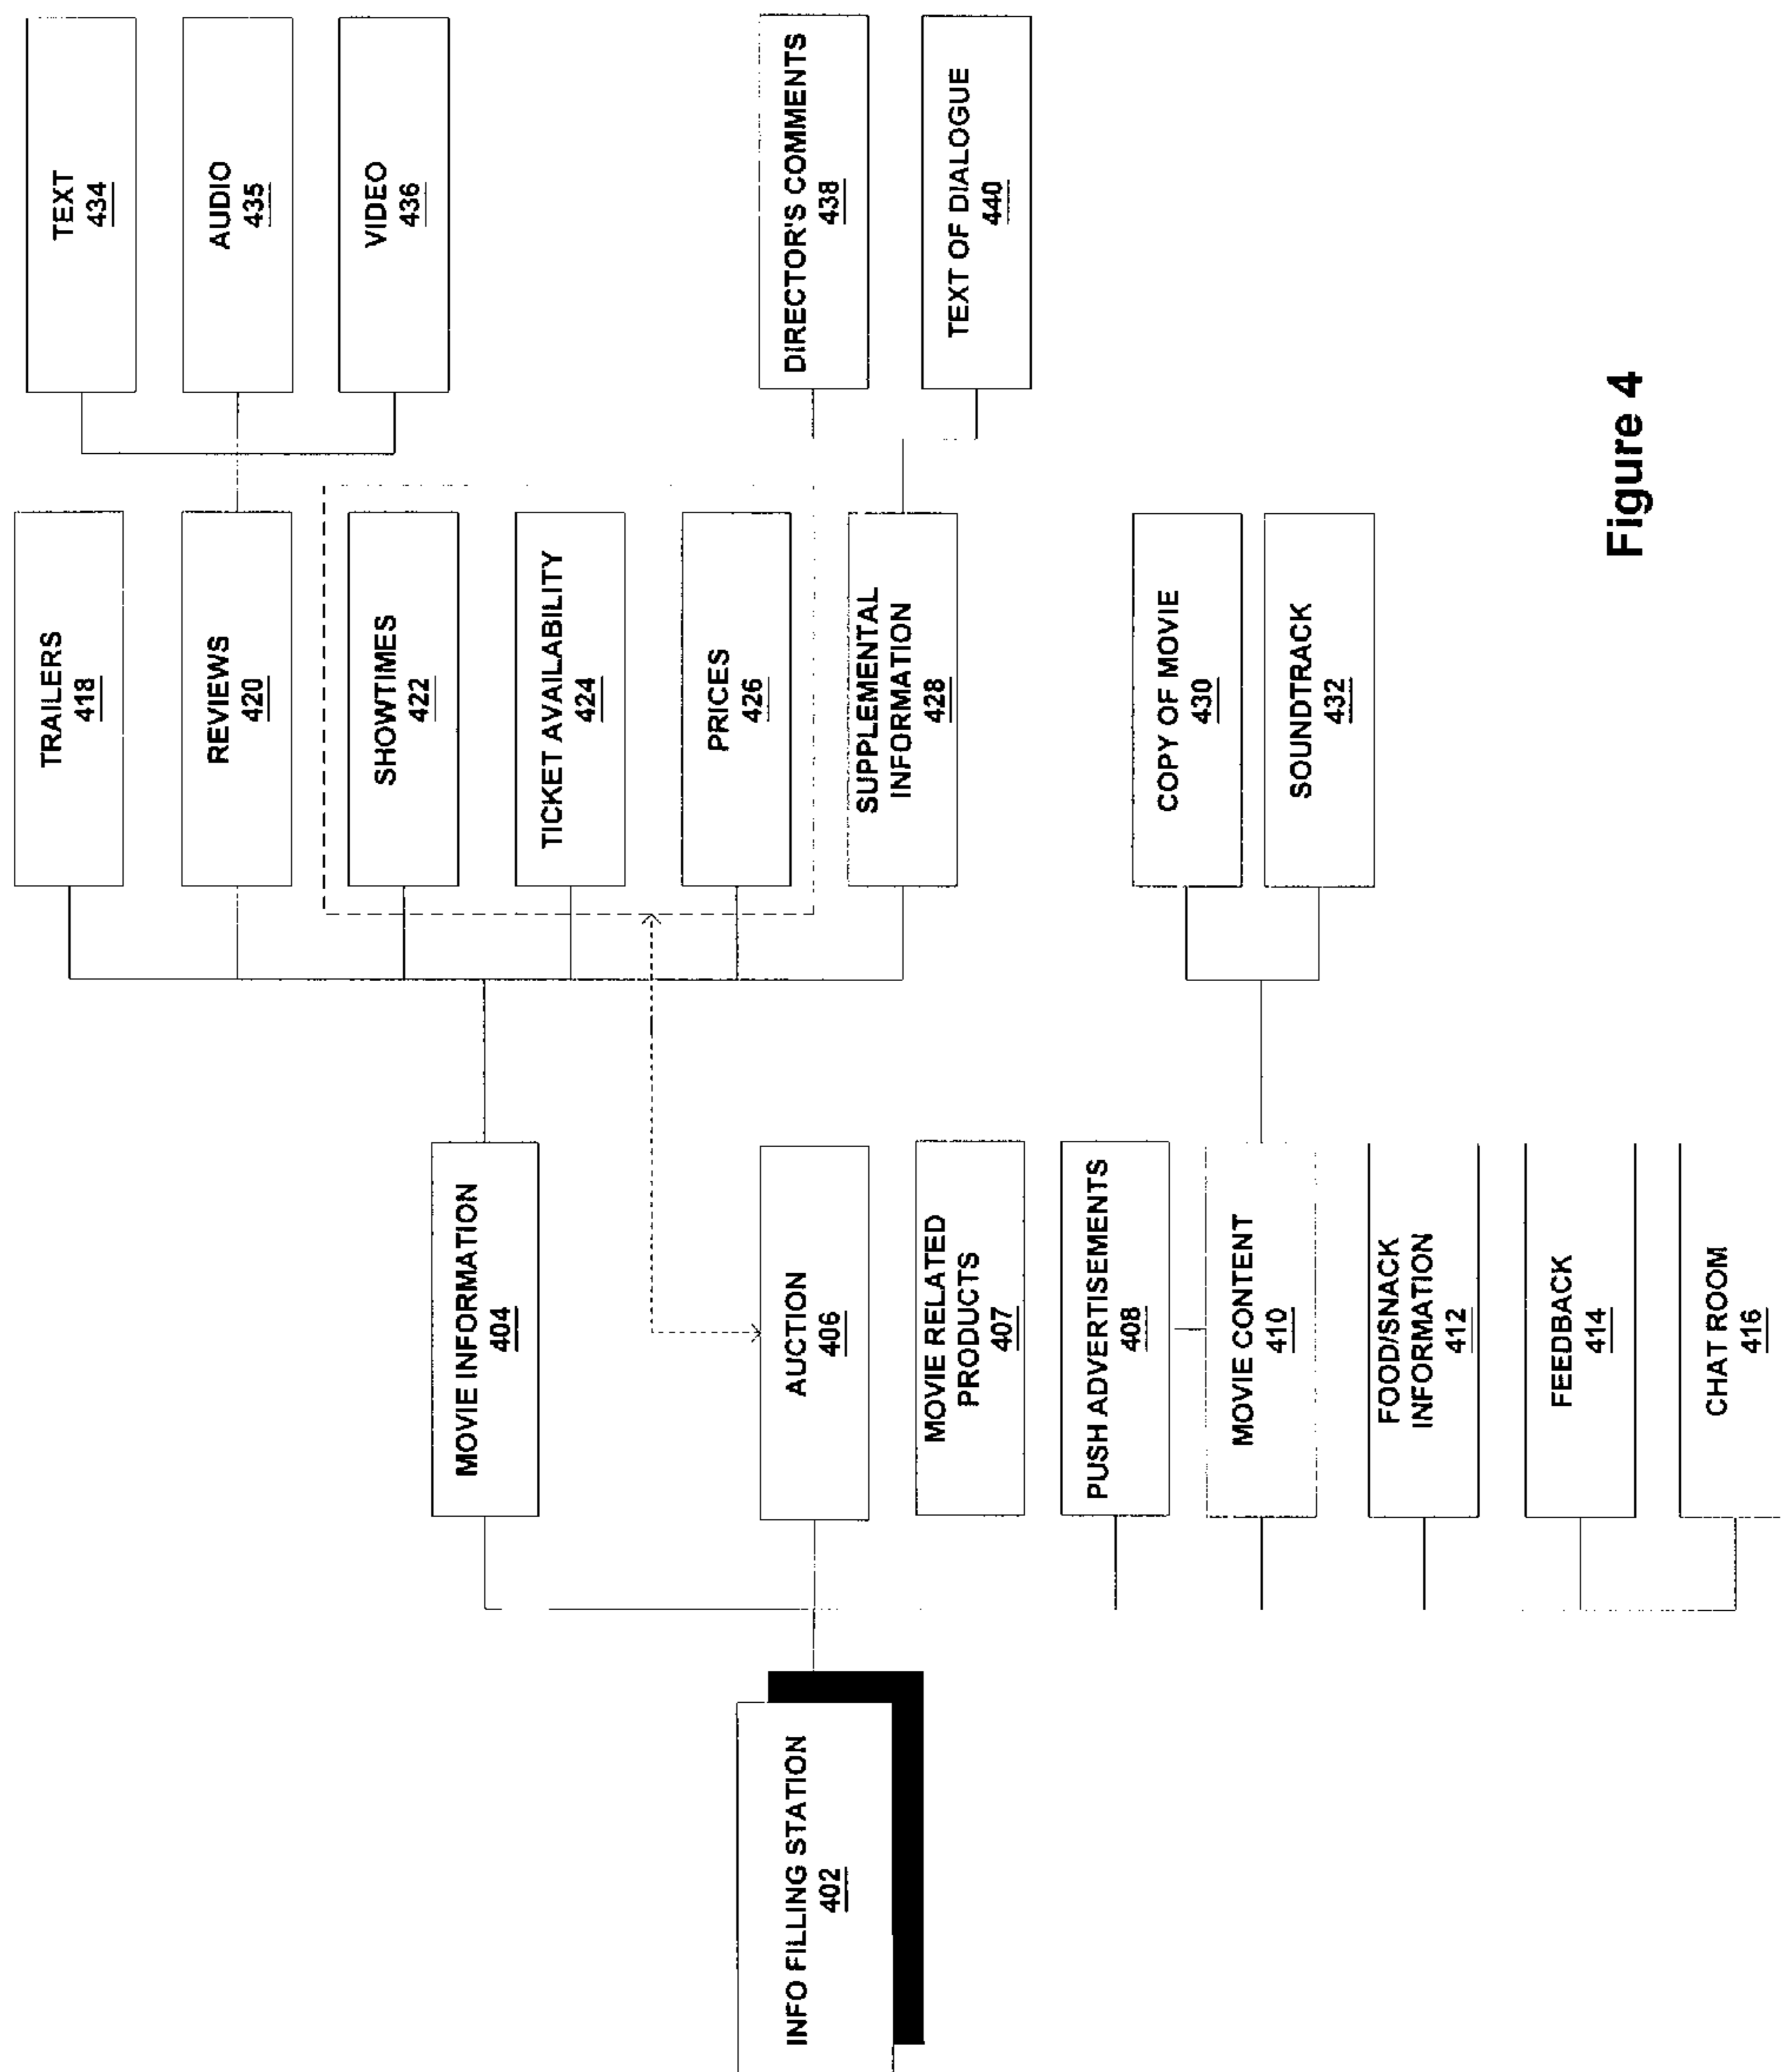 INFO FILLING STATION
402
MOVIE INFORMATION
404
AUCTION
406
MOVIE RELATED
PRODUCTS
407
PUSH ADVERTISEMENTS
408
MOVIE CONTENT
410
FOOD/SNACK
INFORMATION
412
FEEDBACK
414
CHAT ROOM
416
TRAILERS
418
REVIEWS
420
SHOWTIMES
422
TICKET AVAILABILITY
424
PRICES
426
SUPPLEMENTAL
INFORMATION
428
COPY OF MOVIE
430
SOUNDTRACK
432
TEXT
434
AUDIO
435
VIDEO
436
DIRECTOR'S COMMENTS
438
TEXT OF DIALOGUE
440
Figure 4